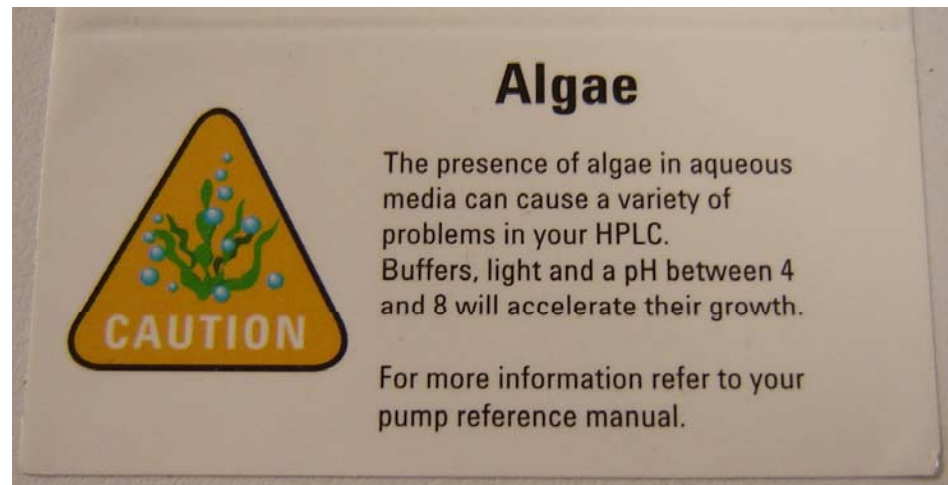 Algae
The presence of algae in aqueous
media can cause a variety of
problems in your HPLC.
Buffers, light and a pH between 4
and 8 will accelerate their growth.
CAUTION
For more information refer to your
pump reference manual.